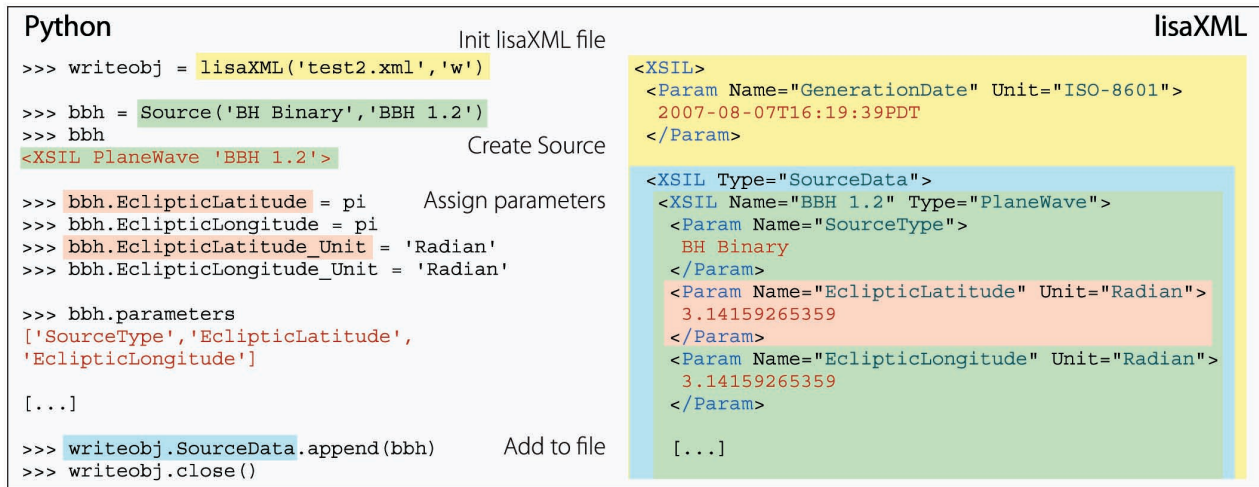 Python
Init lisaXML file
>>> writeobj = lisaXML('test2.xml','w')
>>> bbh = Source('BH Binary','BBH 1.2')
>>> bbh
Create Source
<XSIL PlaneWave 'BBH 1.2'>
>>> bbh.EclipticLatitude = pi
Assign parameters
>>> bbh.EclipticLongitude = pi
>>> bbh.EclipticLatitude_Unit = 'Radian'
>>> bbh.EclipticLongitude_Unit = 'Radian'
>>> bbh.parameters
['SourceType','EclipticLatitude',
'EclipticLongitude']
[...]
>>> writeobj.SourceData.append(bbh)
Add to file
>>> writeobj.close()
lisaXML
<XSIL>
<Param Name="GenerationDate" Unit="ISO-8601">
2007-08-07T16:19:39PDT
</Param>
<XSIL Type="SourceData">
<XSIL Name="BBH 1.2" Type="PlaneWave">
<Param Name="SourceType">
BH Binary
</Param>
<Param Name="EclipticLatitude" Unit="Radian">
3.14159265359
</Param>
<Param Name="EclipticLongitude" Unit="Radian">
3.14159265359
</Param>
[...]